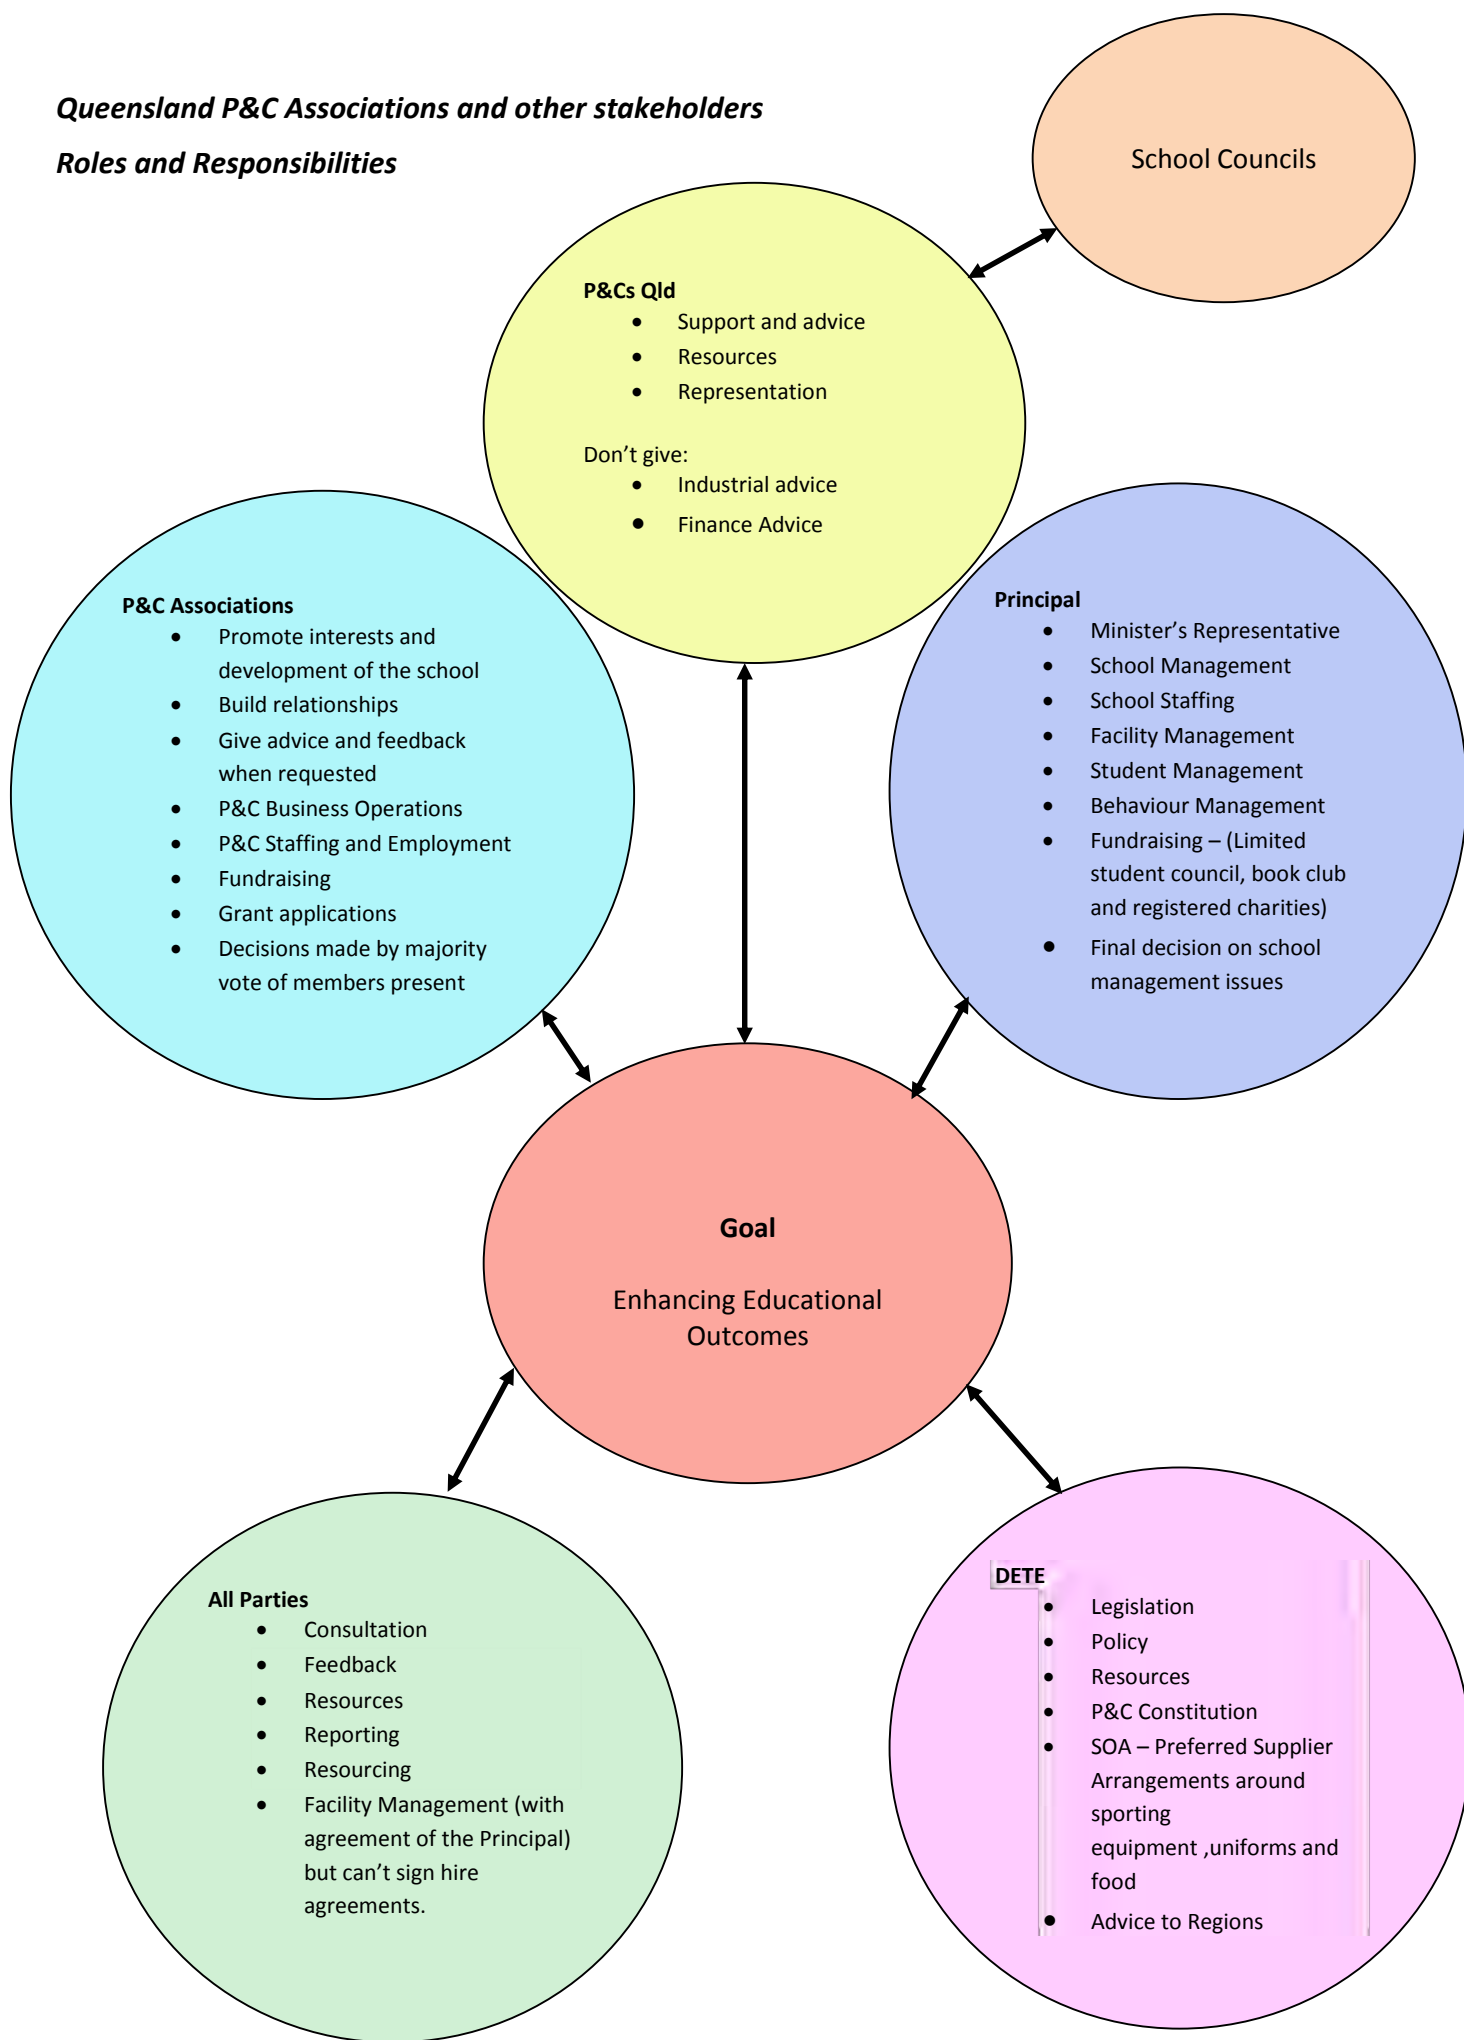 Queensland P&C Associations and other stakeholders
Roles and Responsibilities
School Councils
P&Cs Qld
• Support and advice
• Resources
• Representation
Don’t give:
• Industrial advice
• Finance Advice
P&C Associations
• Promote interests and
development of the school
• Build relationships
• Give advice and feedback
when requested
• P&C Business Operations
• P&C Staffing and Employment
• Fundraising
• Grant applications
• Decisions made by majority
vote of members present
Principal
• Minister’s Representative
• School Management
• School Staffing
• Facility Management
• Student Management
• Behaviour Management
• Fundraising – (Limited
student council, book club
and registered charities)
• Final decision on school
management issues
Goal
Enhancing Educational
Outcomes
All Parties
• Consultation
• Feedback
• Resources
• Reporting
• Resourcing
• Facility Management (with
agreement of the Principal)
but can’t sign hire
agreements.
DETE
• Legislation
• Policy
• Resources
• P&C Constitution
• SOA – Preferred Supplier
Arrangements around
sporting
equipment ,uniforms and
food
• Advice to Regions